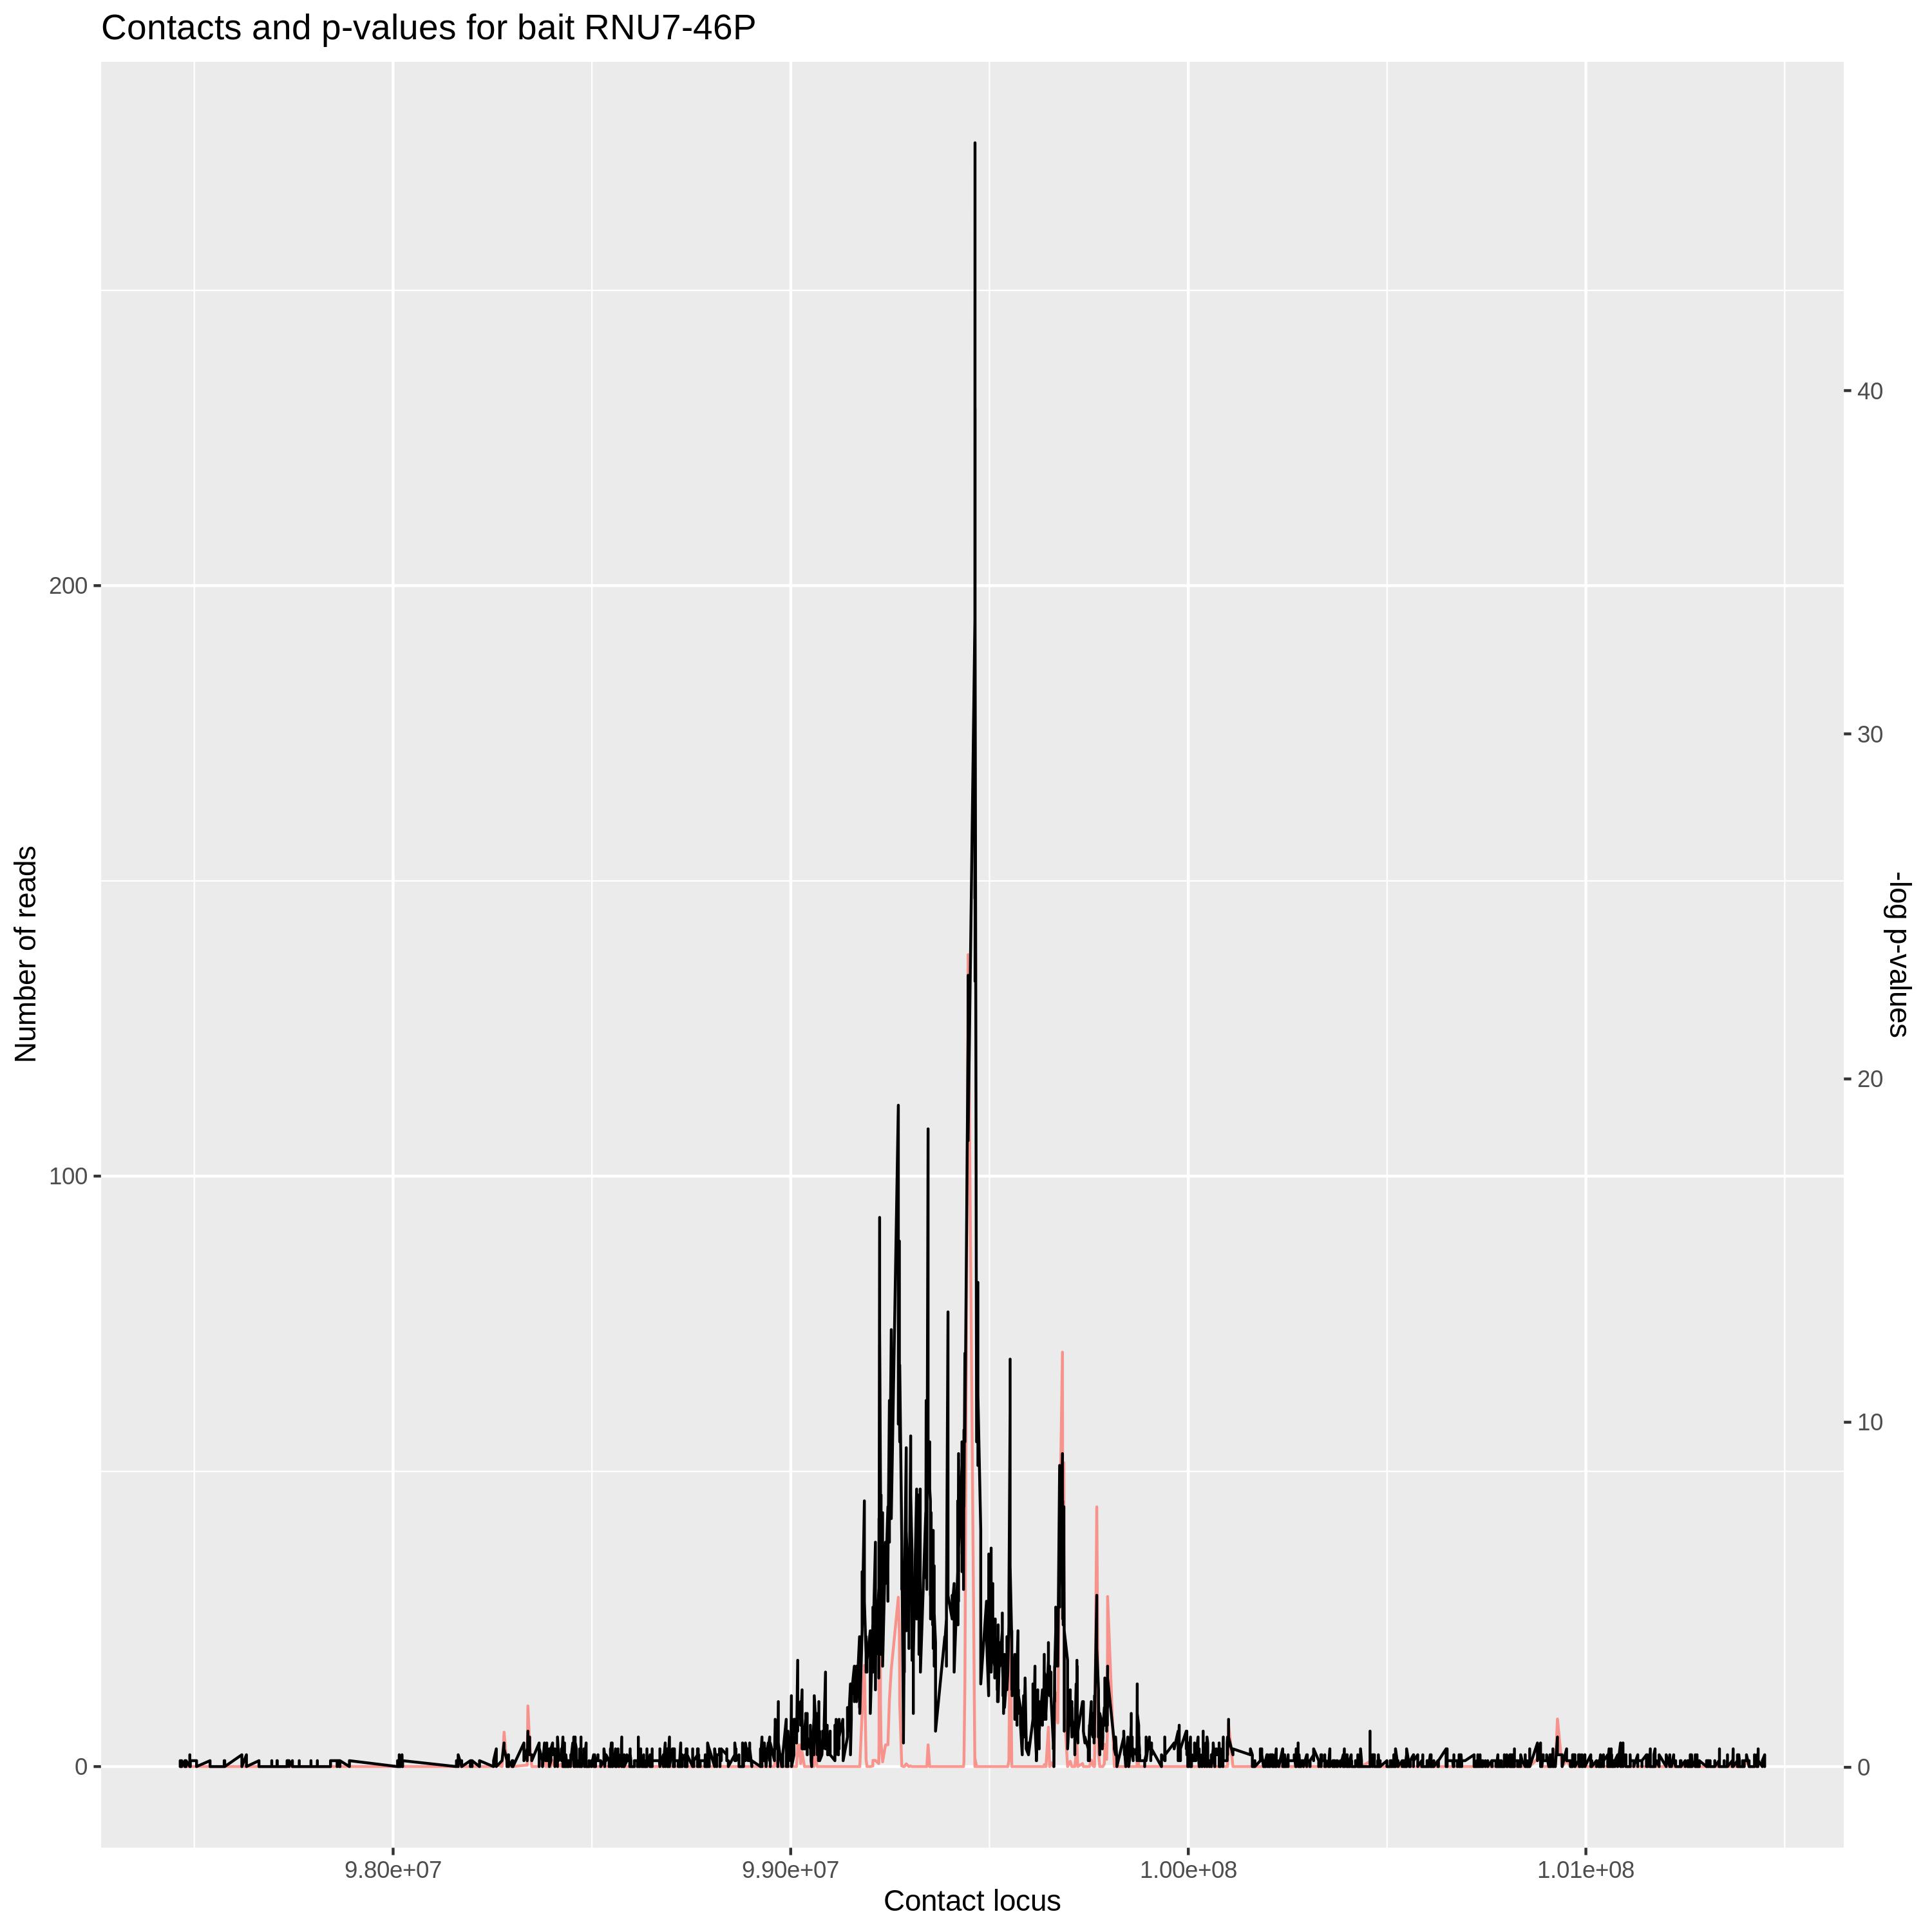 Contacts and p-values for bait RNU7-46P
Number of reads
200
100
0
40
30
20
10
0
-log p-values
9.80e+07 9.90e+07 1.00e+08 1.01e+08
Contact locus